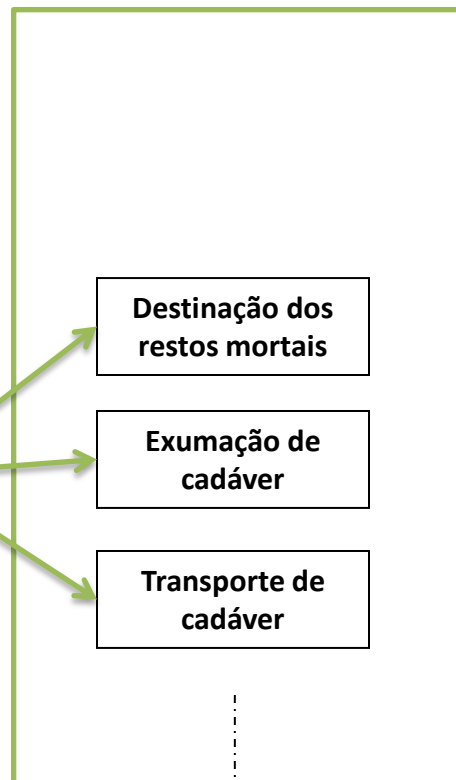 Destinação dos
restos mortais
Exumação de
cadáver
Transporte de
cadáver